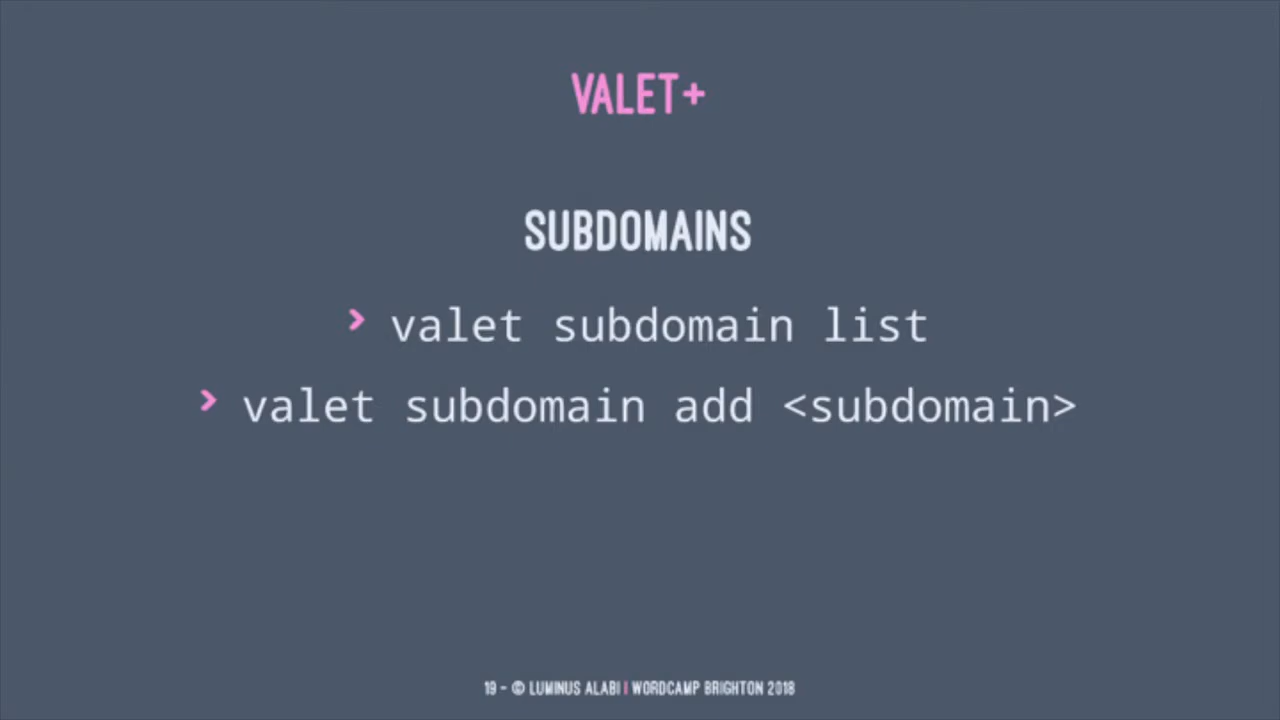 VALET+
SUBDOMAINS
› valet subdomain list
› valet subdomain add <subdomain>
19 - © LUMINUS ALABI | WORDCAMP BRIGHTON 2018